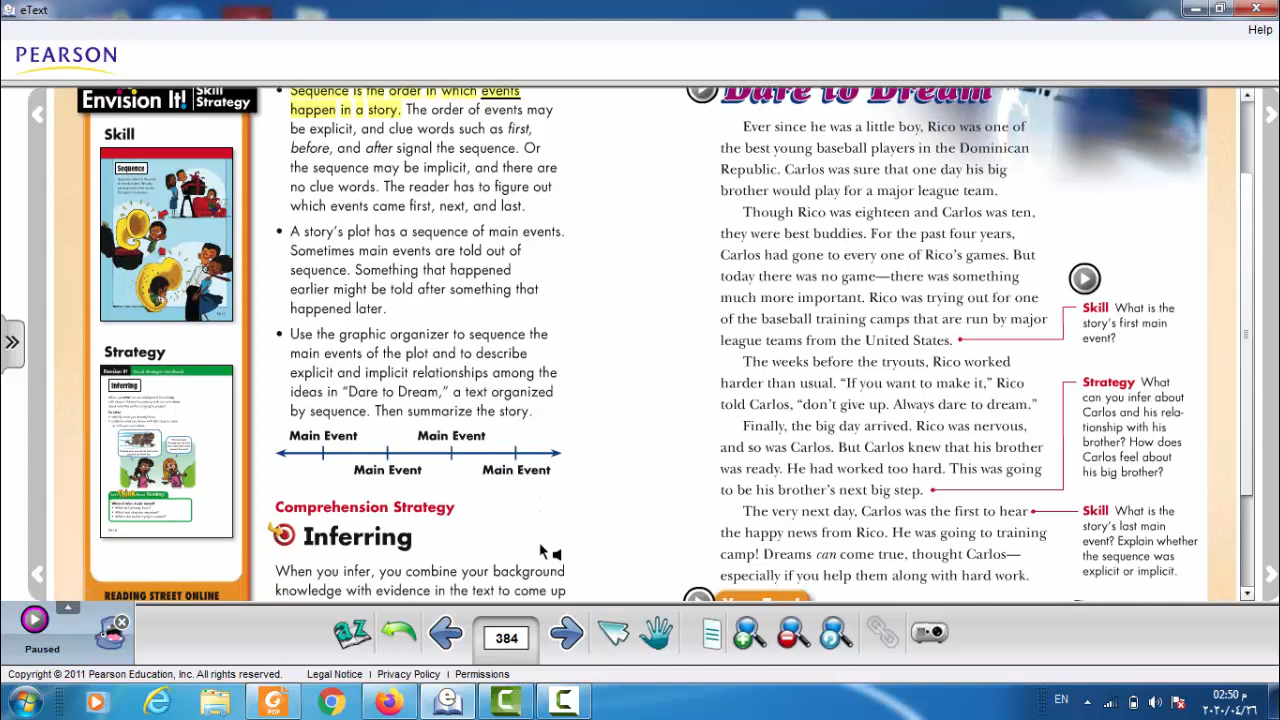 eText
Help
PEARSON
Envision It! Skill Strategy
Skill
Sequence
Strategy
Inferring
READING STREET ONLINE
Sequence is the order in which events
happen in a story. The order of events may
be explicit, and clue words such as first,
before, and after signal the sequence. Or
the sequence may be implicit, and there are
no clue words. The reader has to figure out
which events came first, next, and last.
• A story's plot has a sequence of main events.
Sometimes main events are told out of
sequence. Something that happened
earlier might be told after something that
happened later.
• Use the graphic organizer to sequence the
main events of the plot and to describe
explicit and implicit relationships among the
ideas in "Dare to Dream," a text organized
by sequence. Then summarize the story.
Main Event Main Event
Main Event Main Event
Comprehension Strategy
Inferring
When you infer, you combine your background
knowledge with evidence in the text to come up
Dare to Dream
Ever since he was a little boy, Rico was one of
the best young baseball players in the Dominican
Republic. Carlos was sure that one day his big
brother would play for a major league team.
Though Rico was eighteen and Carlos was ten,
they were best buddies. For the past four years,
Carlos had gone to every one of Rico's games. But
today there was no game—there was something
much more important. Rico was trying out for one
of the baseball training camps that are run by major
league teams from the United States.
The weeks before the tryouts, Rico worked
harder than usual. "If you want to make it," Rico
told Carlos, "don't give up. Always dare to dream."
Finally, the big day arrived. Rico was nervous,
and so was Carlos. But Carlos knew that his brother
was ready. He had worked too hard. This was going
to be his brother's next big step.
The very next day, Carlos was the first to hear
the happy news from Rico. He was going to training
camp! Dreams can come true, thought Carlos—
especially if you help them along with hard work.
Skill What is the
story's first main
event?
Strategy What
can you infer about
Carlos and his rela-
tionship with his
brother? How does
Carlos feel about
his big brother?
Skill What is the
story's last main
event? Explain whether
the sequence was
explicit or implicit.
Paused
384
Copyright © 2011 Pearson Education, Inc. All rights reserved. Legal Notice | Privacy Policy | Permissions
EN
02:50 م
٢٠٢٠/٠٤/٢٦